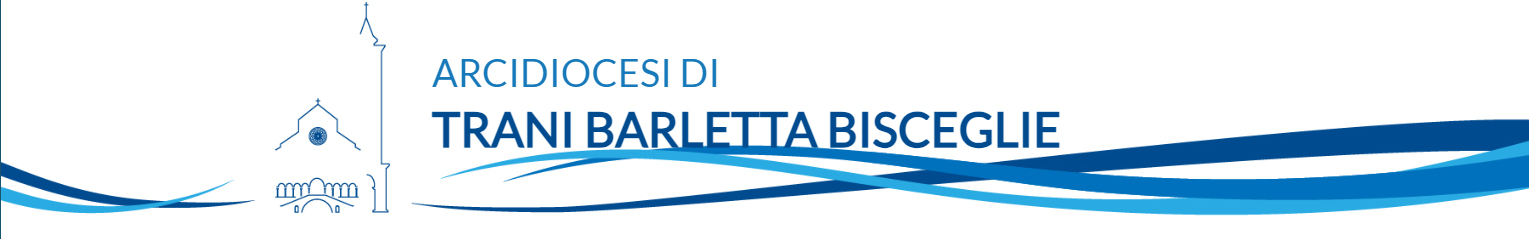 ARCIDIOCESI DI
TRANI BARLETTA BISCEGLIE